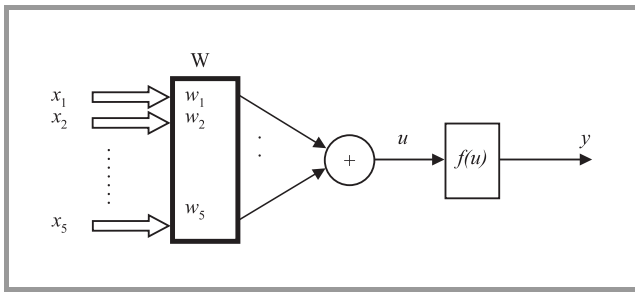 W
x₁ w₁
x₂ w₂
u y
+ f(u)
x₅ w₅